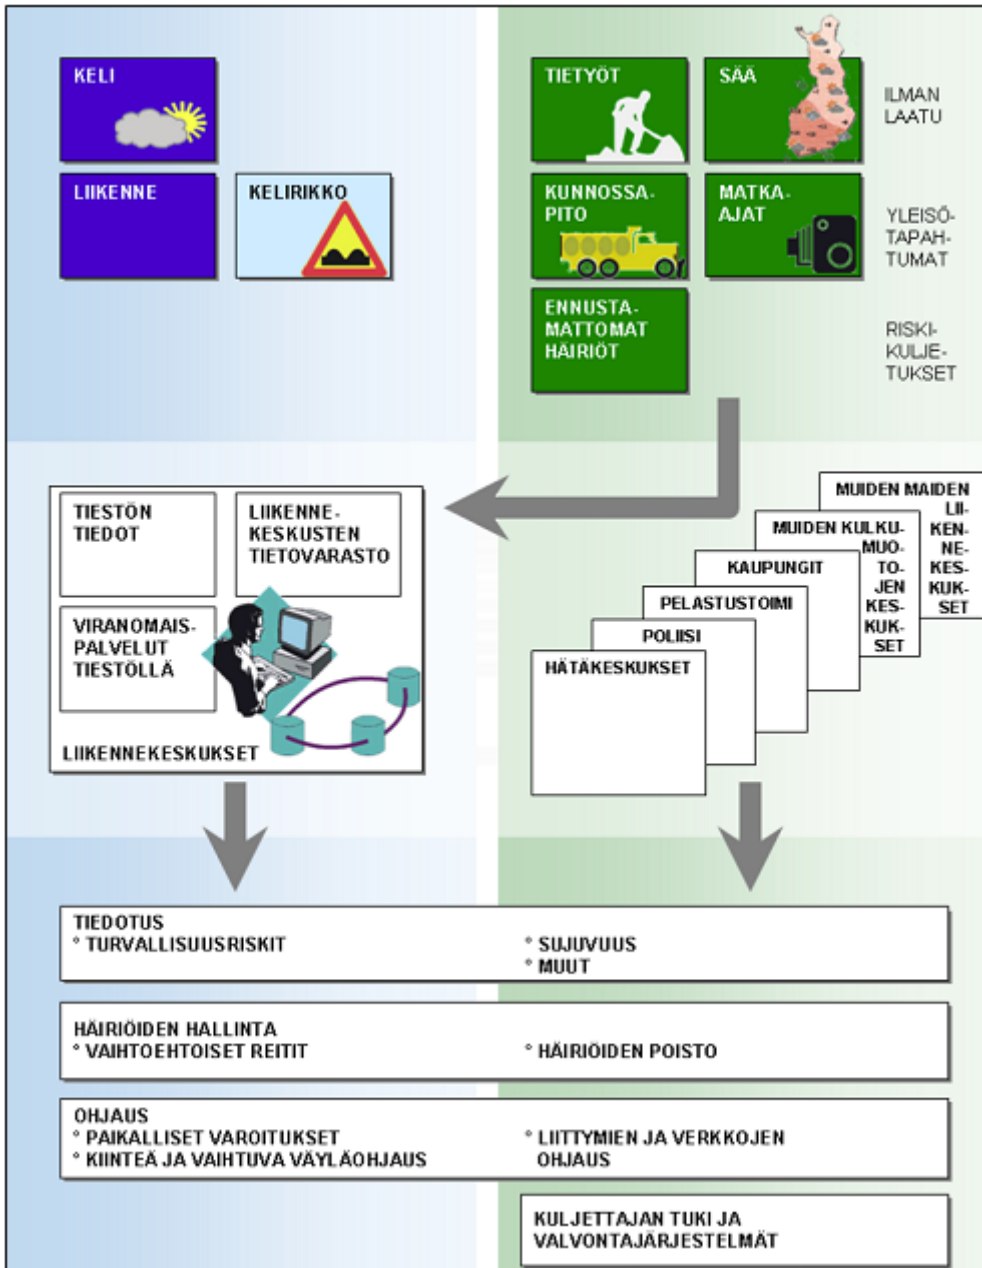 KELI
LIIKENNE
KELIRIKKO
TIETYÖT
SÄÄ
ILMAN
LAATU
KUNNOSSA-
PITO
MATKA-
AJAT
YLEISÖ-
TAPAH-
TUMAT
ENNUSTA-
MATTOMAT
HÄIRIÖT
RISKI-
KULJE-
TUKSET
TIESTÖN
TIEDOT
LIIKENNE-
KESKUSTEN
TIETOVARASTO
VIRANOMAIS-
PALVELUT
TIESTÖLLÄ
LIIKENNEKESKUKSET
MUIDEN MAIDEN
LII-
KEN-
NE-
KES-
KUK-
SET
MUIDEN KULKU-
MUO-
TO-
JEN
KES-
KUK-
SET
KAUPUNGIT
PELASTUSTOIMI
POLIISI
HÄTÄKESKUKSET
TIEDOTUS
° TURVALLISUUSRISKIT
° SUJUVUUS
° MUUT
HÄIRIÖIDEN HALLINTA
° VAIHTOEHTOISET REITIT
° HÄIRIÖIDEN POISTO
OHJAUS
° PAIKALLISET VAROITUKSET
° KIINTEÄ JA VAIHTUVA VÄYLÄOHJAUS
° LIITTYMIEN JA VERKKOJEN
OHJAUS
KULJETTAJAN TUKI JA
VALVONTAJÄRJESTELMÄT